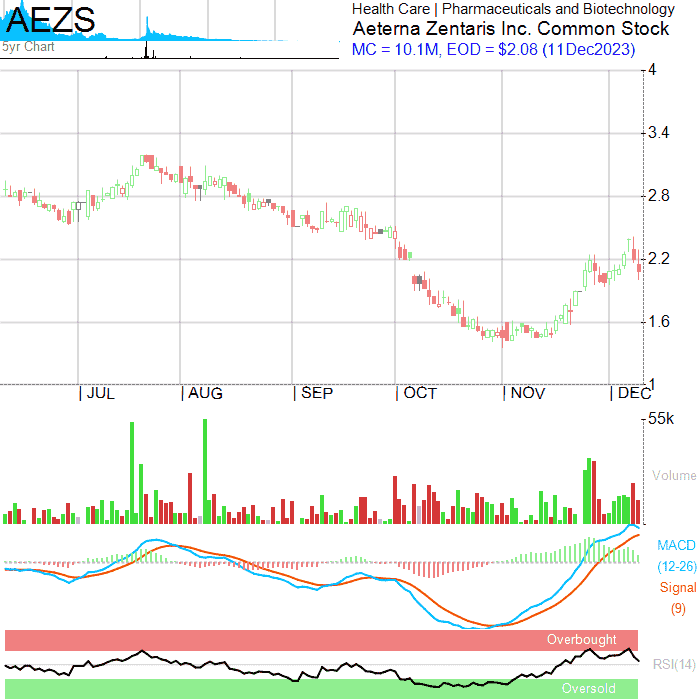 AEZS
5yr Chart
Health Care | Pharmaceuticals and Biotechnology
Aeterna Zentaris Inc. Common Stock
MC = 10.1M, EOD = $2.08 (11Dec2023)
4
3.4
2.8
2.2
1.6
1
| JUL | AUG | SEP | OCT | NOV | DEC
55k
Volume
MACD
(12-26)
Signal
(9)
Overbought
RSI(14)
Oversold